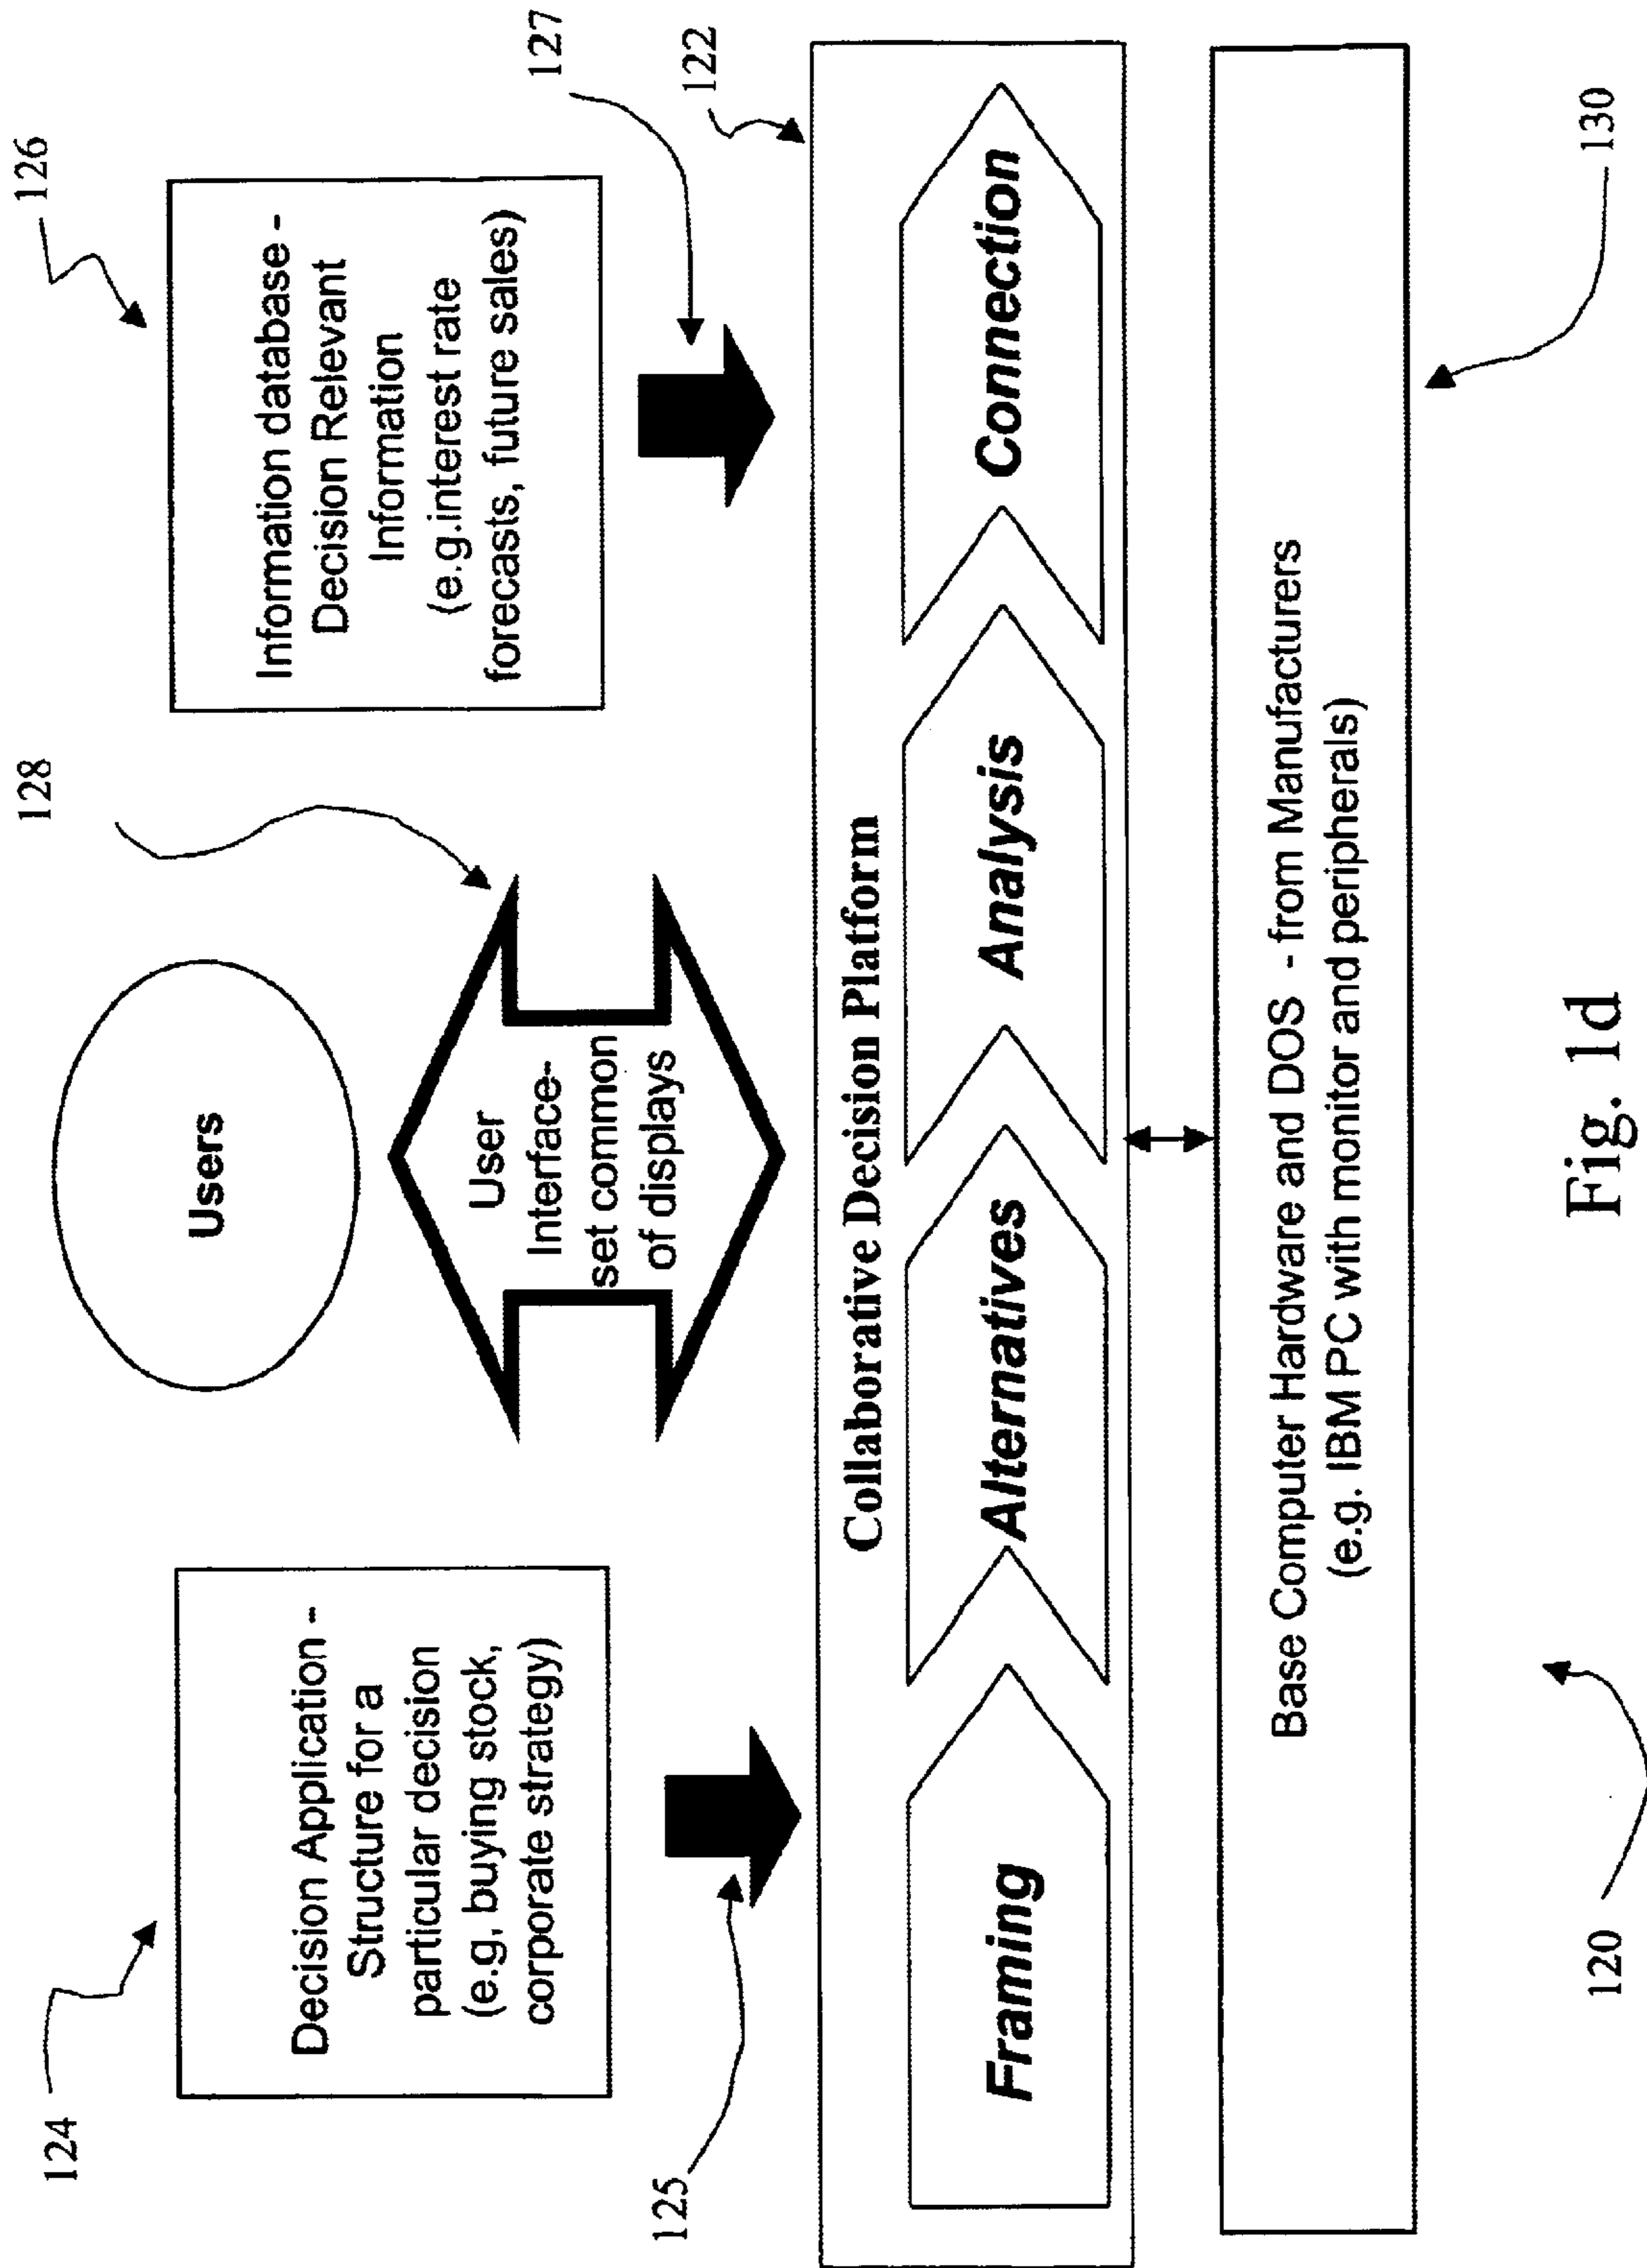 124
Decision Application -
Structure for a
particular decision
(e.g, buying stock,
corporate strategy)
125
Users
128
User
Interface-
set common
of displays
126
Information database -
Decision Relevant
Information
(e.g.interest rate
forecasts, future sales)
127
122
Collaborative Decision Platform
Framing
Alternatives
Analysis
Connection
Base Computer Hardware and DOS - from Manufacturers
(e.g. IBM PC with monitor and peripherals)
120
130
Fig. 1d